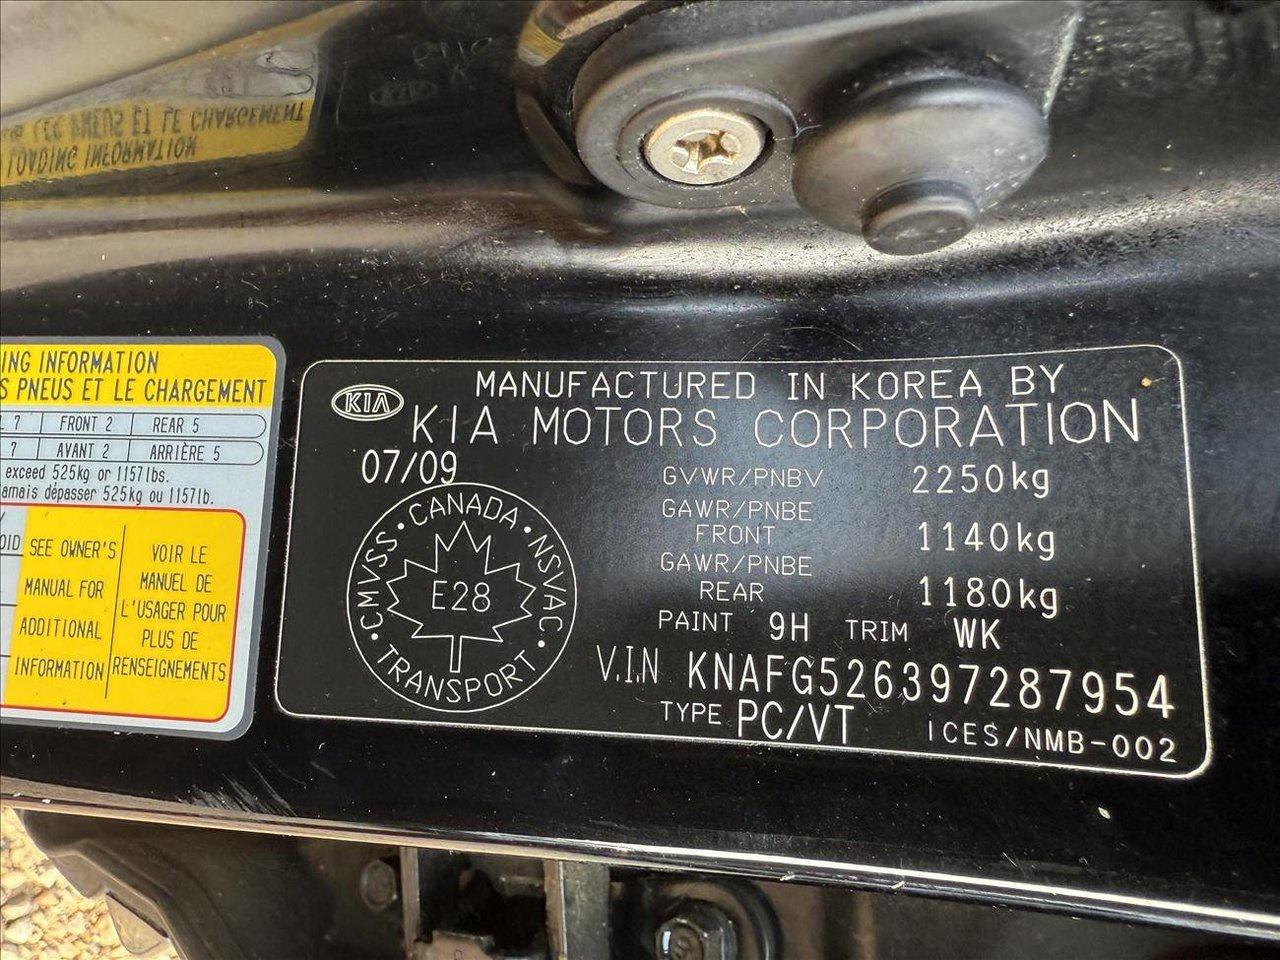 LES PNEUS ET LE CHARGEMENT
LOADING INFORMATION
ING INFORMATION
S PNEUS ET LE CHARGEMENT
7 FRONT 2 REAR 5
7 AVANT 2 ARRIÈRE 5
exceed 525kg or 1157lbs.
amais dépasser 525kg ou 1157lb.
OID
SEE OWNER'S
MANUAL FOR
ADDITIONAL
INFORMATION
VOIR LE
MANUEL DE
L'USAGER POUR
PLUS DE
RENSEIGNEMENTS
KIA
MANUFACTURED IN KOREA BY
KIA MOTORS CORPORATION
07/09
GVWR/PNBV 2250kg
GAWR/PNBE
FRONT 1140kg
GAWR/PNBE
REAR 1180kg
PAINT 9H TRIM WK
V.I.N KNAFG526397287954
TYPE PC/VT ICES/NMB-002
CANADA • NSVAC • TRANSPORT • CMVSS •
E28